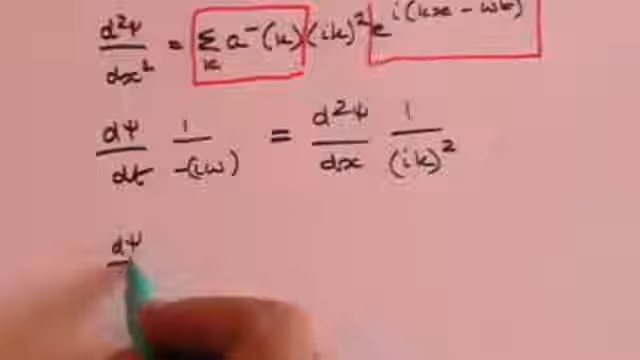 d²Ψ/dx² = Σ_k a⁻(k)(ik)² e^{i(kx - ωt)}
dΨ/dt 1/-(iω) = d²Ψ/dx 1/(ik)²
dΨ